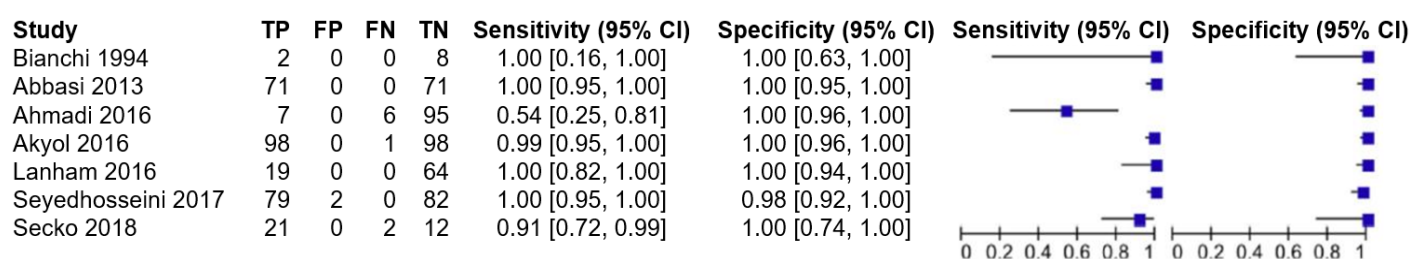 Study TP FP FN TN Sensitivity (95% CI) Specificity (95% CI) Sensitivity (95% CI) Specificity (95% CI)
Bianchi 1994 2 0 0 8 1.00 [0.16, 1.00] 1.00 [0.63, 1.00]
Abbasi 2013 71 0 0 71 1.00 [0.95, 1.00] 1.00 [0.95, 1.00]
Ahmadi 2016 7 0 6 95 0.54 [0.25, 0.81] 1.00 [0.96, 1.00]
Akyol 2016 98 0 1 98 0.99 [0.95, 1.00] 1.00 [0.96, 1.00]
Lanham 2016 19 0 0 64 1.00 [0.82, 1.00] 1.00 [0.94, 1.00]
Seyedhosseini 2017 79 2 0 82 1.00 [0.95, 1.00] 0.98 [0.92, 1.00]
Secko 2018 21 0 2 12 0.91 [0.72, 0.99] 1.00 [0.74, 1.00]
0 0.2 0.4 0.6 0.8 1 0 0.2 0.4 0.6 0.8 1